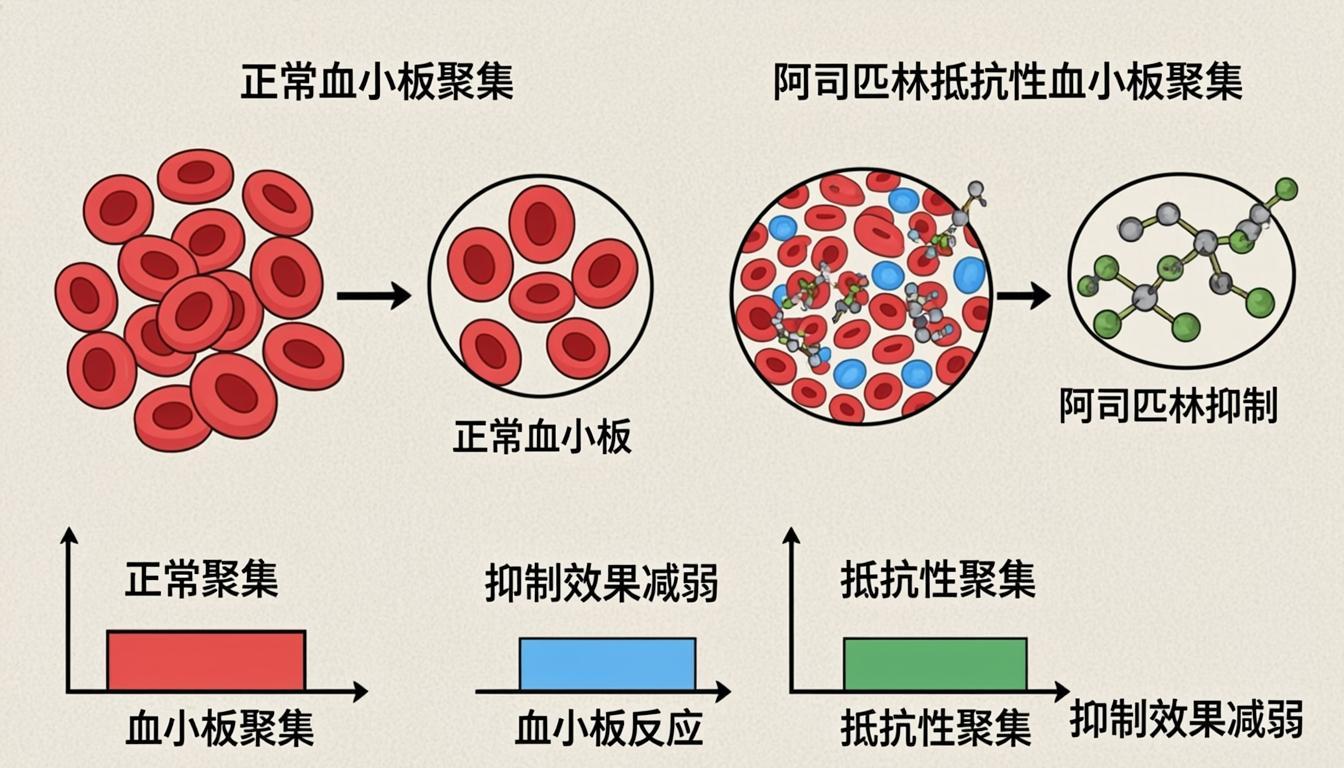 正常血小板聚集
阿司匹林抵抗性血小板聚集
正常血小板
阿司匹林抑制
正常聚集
抑制效果减弱
抵抗性聚集
血小板聚集
血小板反应
抵抗性聚集
抑制效果减弱